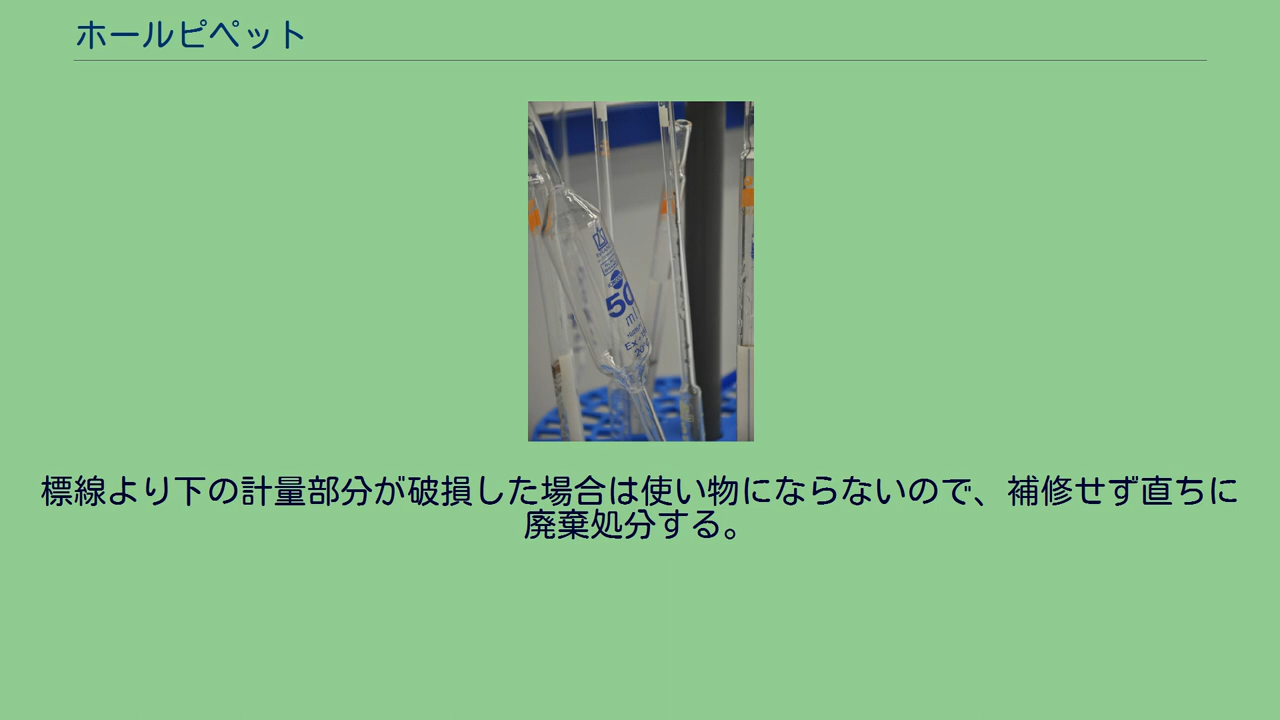 ホールピペット
50
ml
標線より下の計量部分が破損した場合は使い物にならないので、補修せず直ちに
廃棄処分する。